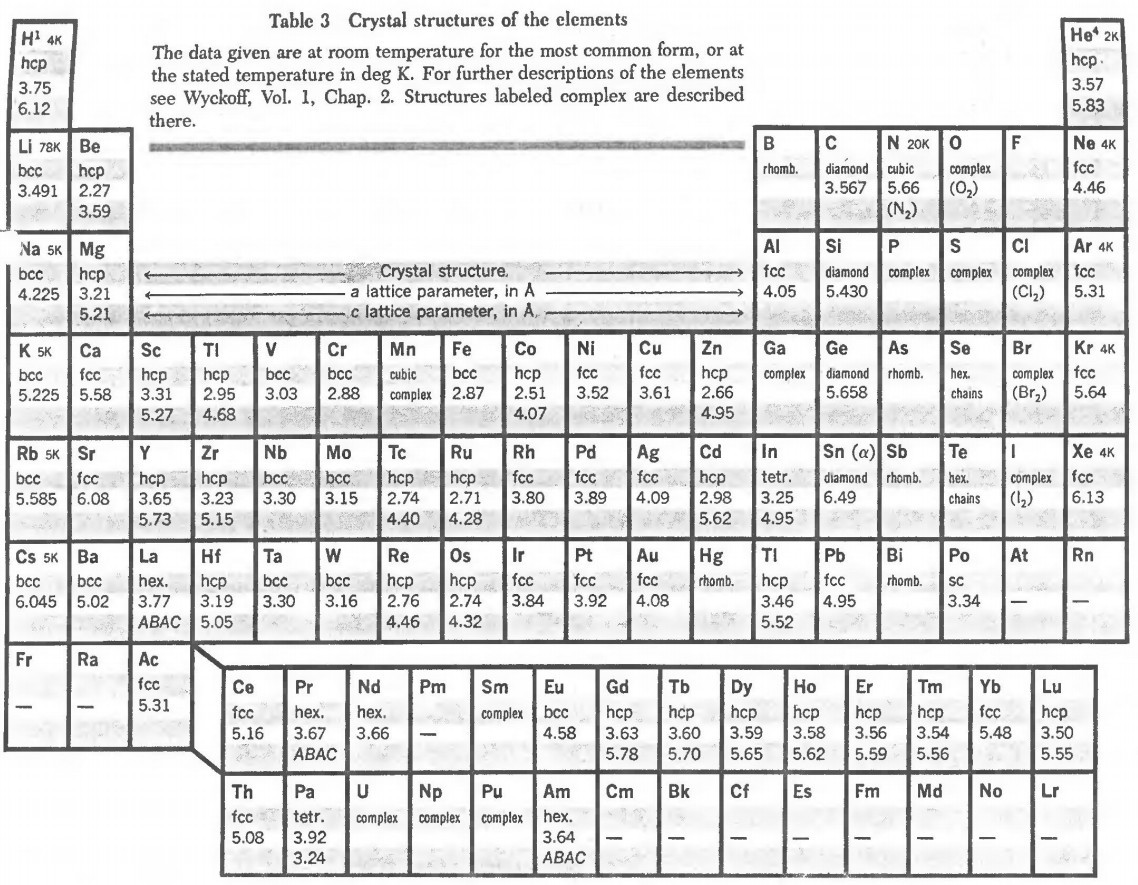 Table 3 Crystal structures of the elements
The data given are at room temperature for the most common form, or at
the stated temperature in deg K. For further descriptions of the elements
see Wyckoff, Vol. 1, Chap. 2. Structures labeled complex are described
there.
H¹ 4K
hcp
3.75
6.12
He⁴ 2K
hcp
3.57
5.83
Li 78K
bcc
3.491
Be
hcp
2.27
3.59
B
rhomb.
C
diamond
3.567
N 20K
cubic
5.66
(N₂)
O
complex
(O₂)
F
Ne 4K
fcc
4.46
Na 5K
bcc
4.225
Mg
hcp
3.21
5.21
Crystal structure.
a lattice parameter, in A
c lattice parameter, in A
Al
fcc
4.05
Si
diamond
5.430
P
complex
S
complex
Cl
complex
(Cl₂)
Ar 4K
fcc
5.31
K 5K
bcc
5.225
Ca
fcc
5.58
Sc
hcp
3.31
5.27
TI
hcp
2.95
4.68
V
bcc
3.03
Cr
bcc
2.88
Mn
cubic
complex
Fe
bcc
2.87
Co
hcp
2.51
4.07
Ni
fcc
3.52
Cu
fcc
3.61
Zn
hcp
2.66
4.95
Ga
complex
Ge
diamond
5.658
As
rhomb.
Se
hex.
chains
Br
complex
(Br₂)
Kr 4K
fcc
5.64
Rb 5K
bcc
5.585
Sr
fcc
6.08
Y
hcp
3.65
5.73
Zr
hcp
3.23
5.15
Nb
bcc
3.30
Mo
bcc
3.15
Tc
hcp
2.74
4.40
Ru
hcp
2.71
4.28
Rh
fcc
3.80
Pd
fcc
3.89
Ag
fcc
4.09
Cd
hcp
2.98
5.62
In
tetr.
3.25
4.95
Sn (α)
diamond
6.49
Sb
rhomb.
Te
hex.
chains
I
complex
(I₂)
Xe 4K
fcc
6.13
Cs 5K
bcc
6.045
Ba
bcc
5.02
La
hex.
3.77
ABAC
Hf
hcp
3.19
5.05
Ta
bcc
3.30
W
bcc
3.16
Re
hcp
2.76
4.46
Os
hcp
2.74
4.32
Ir
fcc
3.84
Pt
fcc
3.92
Au
fcc
4.08
Hg
rhomb.
Tl
hcp
3.46
5.52
Pb
fcc
4.95
Bi
rhomb.
Po
sc
3.34
At
—
Rn
—
Fr
—
Ra
—
Ac
fcc
5.31
Ce
fcc
5.16
Pr
hex.
3.67
ABAC
Nd
hex.
3.66
Pm
—
Sm
complex
Eu
bcc
4.58
Gd
hcp
3.63
5.78
Tb
hcp
3.60
5.70
Dy
hcp
3.59
5.65
Ho
hcp
3.58
5.62
Er
hcp
3.56
5.59
Tm
hcp
3.54
5.56
Yb
fcc
5.48
Lu
hcp
3.50
5.55
Th
fcc
5.08
Pa
tetr.
3.92
3.24
U
complex
Np
complex
Pu
complex
Am
hex.
3.64
ABAC
Cm
—
Bk
—
Cf
—
Es
—
Fm
—
Md
—
No
—
Lr
—